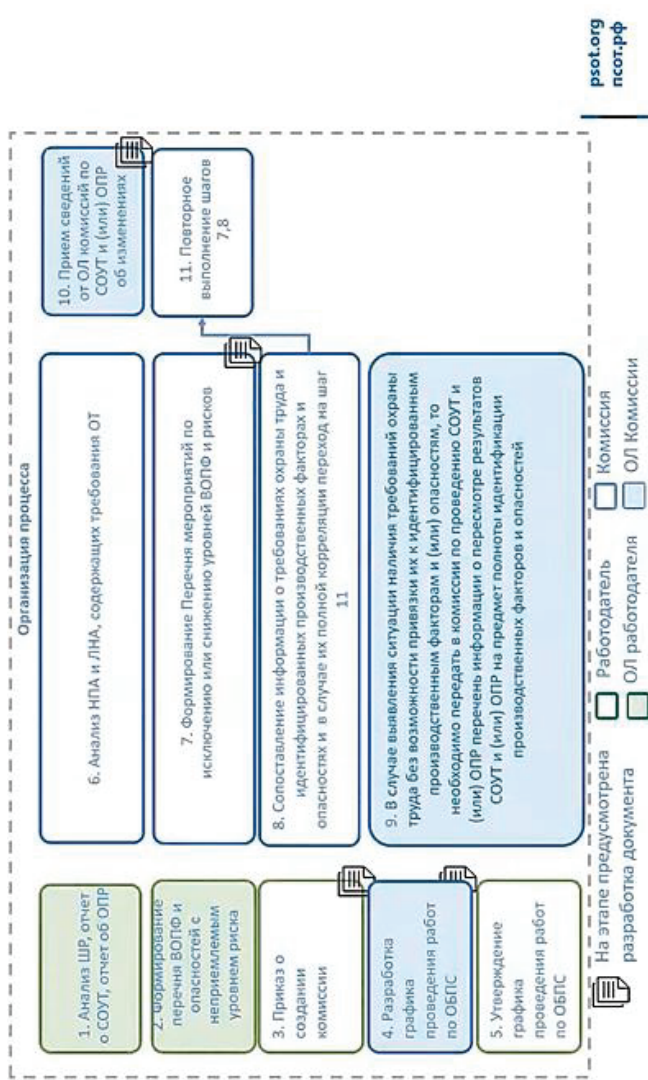 Организация процесса
1. Анализ ШР, отчет
о СОУТ, отчет об ОПР
2. Формирование
перечня ВОПФ и
опасностей с
неприемлемым
уровнем риска
3. Приказ о
создании
комиссии
4. Разработка
графика
проведения работ
по ОБПС
5. Утверждение
графика
проведения работ
по ОБПС
6. Анализ НПА и ЛНА, содержащих требования ОТ
7. Формирование Перечня мероприятий по
исключению или снижению уровней ВОПФ и рисков
8. Сопоставление информации о требованиях охраны труда и
идентифицированных производственных факторах и
опасностях и в случае их полной корреляции переход на шаг
11
9. В случае выявления ситуации наличия требований охраны
труда без возможности привязки их к идентифицированным
производственным факторам и (или) опасностям, то
необходимо передать в комиссии по проведению СОУТ и
(или) ОПР перечень информации о пересмотре результатов
СОУТ и (или) ОПР на предмет полноты идентификации
производственных факторов и опасностей
10. Прием сведений
от ОЛ комиссий по
СОУТ и (или) ОПР
об изменениях
11. Повторное
выполнение шагов
7,8
На этапе предусмотрена
разработка документа
Работодатель
ОЛ работодателя
Комиссия
ОЛ Комиссии
psot.org
псот.рф